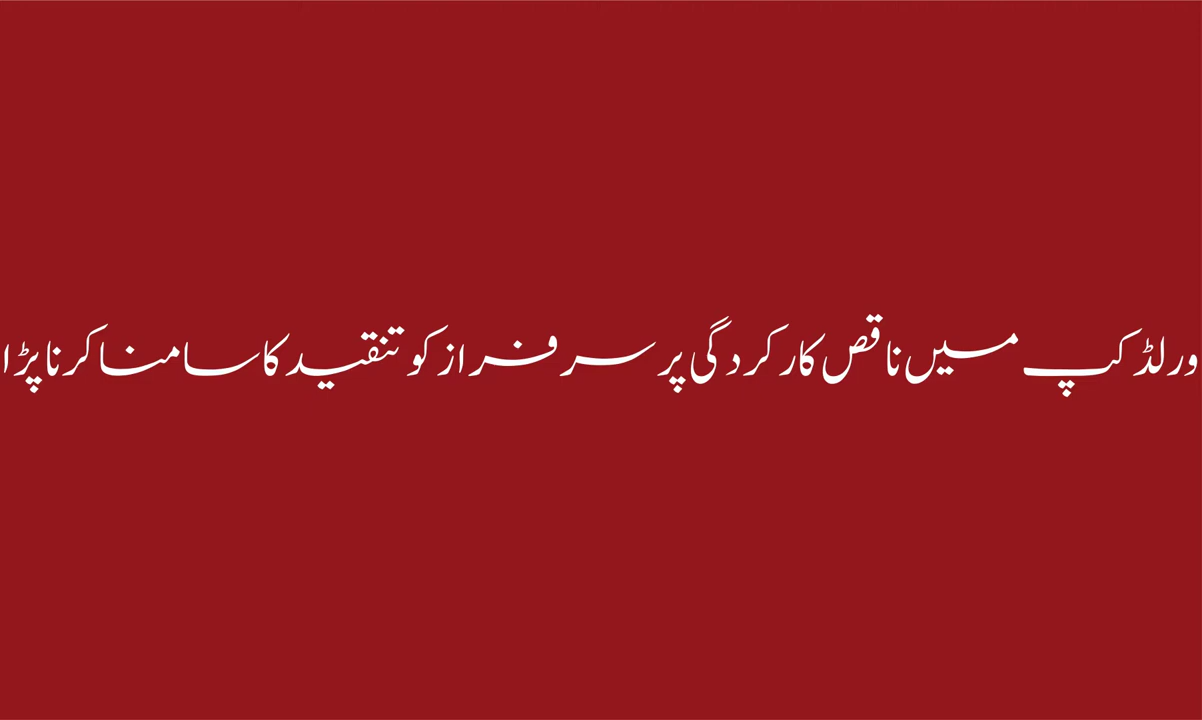 ورلڈ کپ میں ناقص کارکردگی پر سرفراز کو تنقید کا سامنا کرنا پڑا